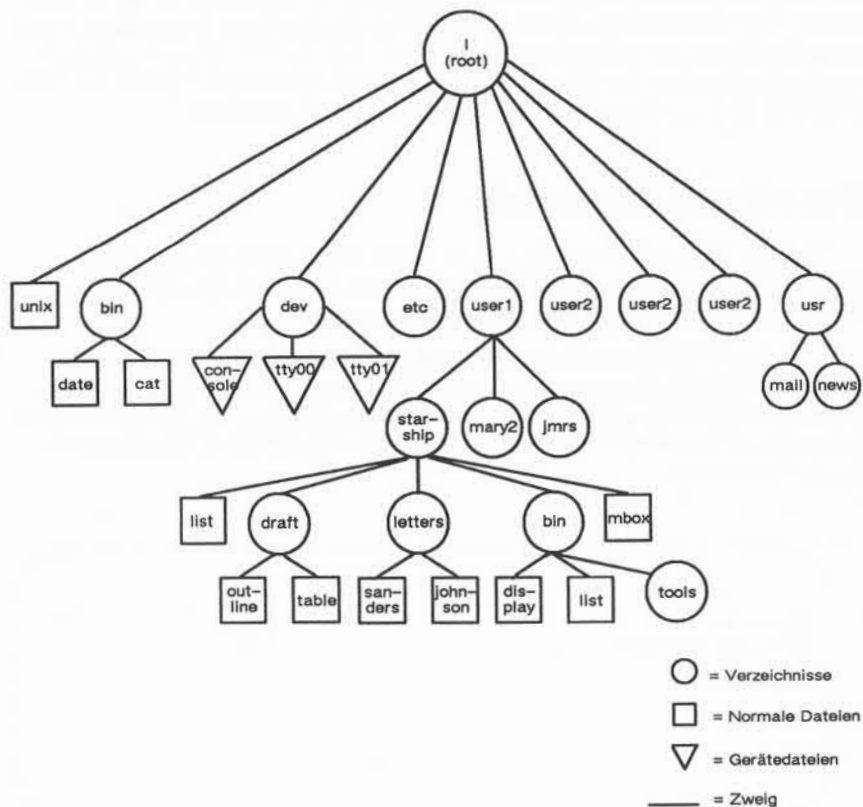 /
(root)
unix
bin
dev
etc
user1
user2
user2
user2
usr
date
cat
con-
sole
tty00
tty01
mail
news
star-
ship
mary2
jmrs
list
draft
letters
bin
mbox
out-
line
table
san-
ders
john-
son
dis-
play
list
tools
= Verzeichnisse
= Normale Dateien
= Gerätedateien
= Zweig